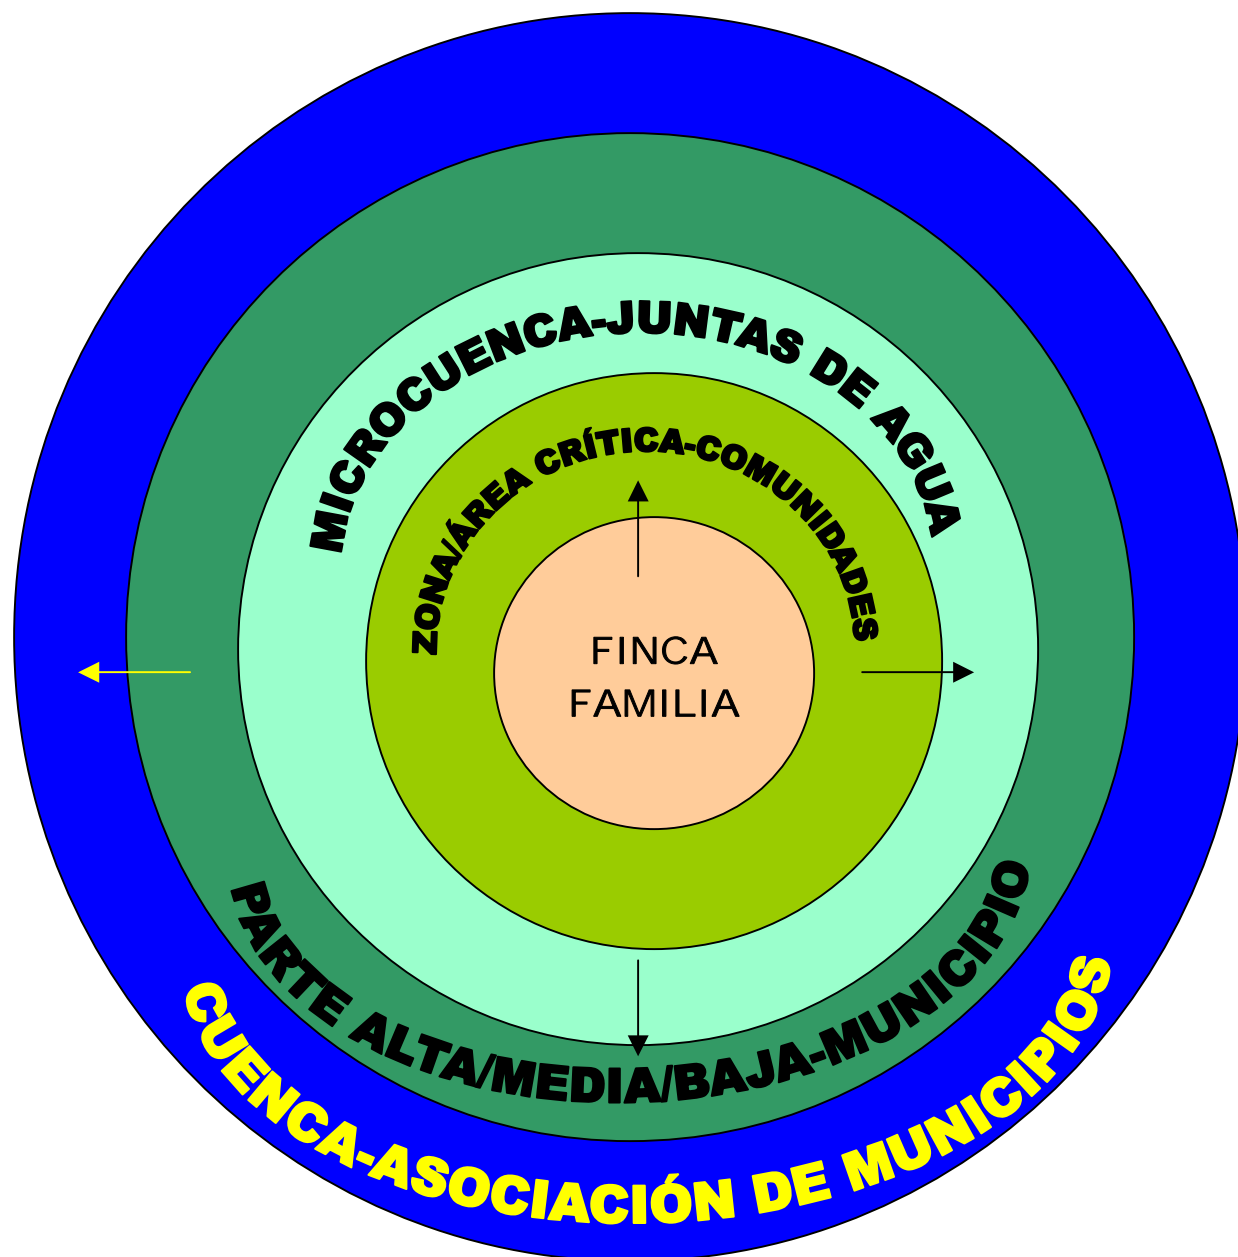 MICROCUENCA-JUNTAS DE AGUA
ZONA/ÁREA CRÍTICA-COMUNIDADES
FINCA
FAMILIA
PARTE ALTA/MEDIA/BAJA-MUNICIPIO
CUENCA-ASOCIACIÓN DE MUNICIPIOS